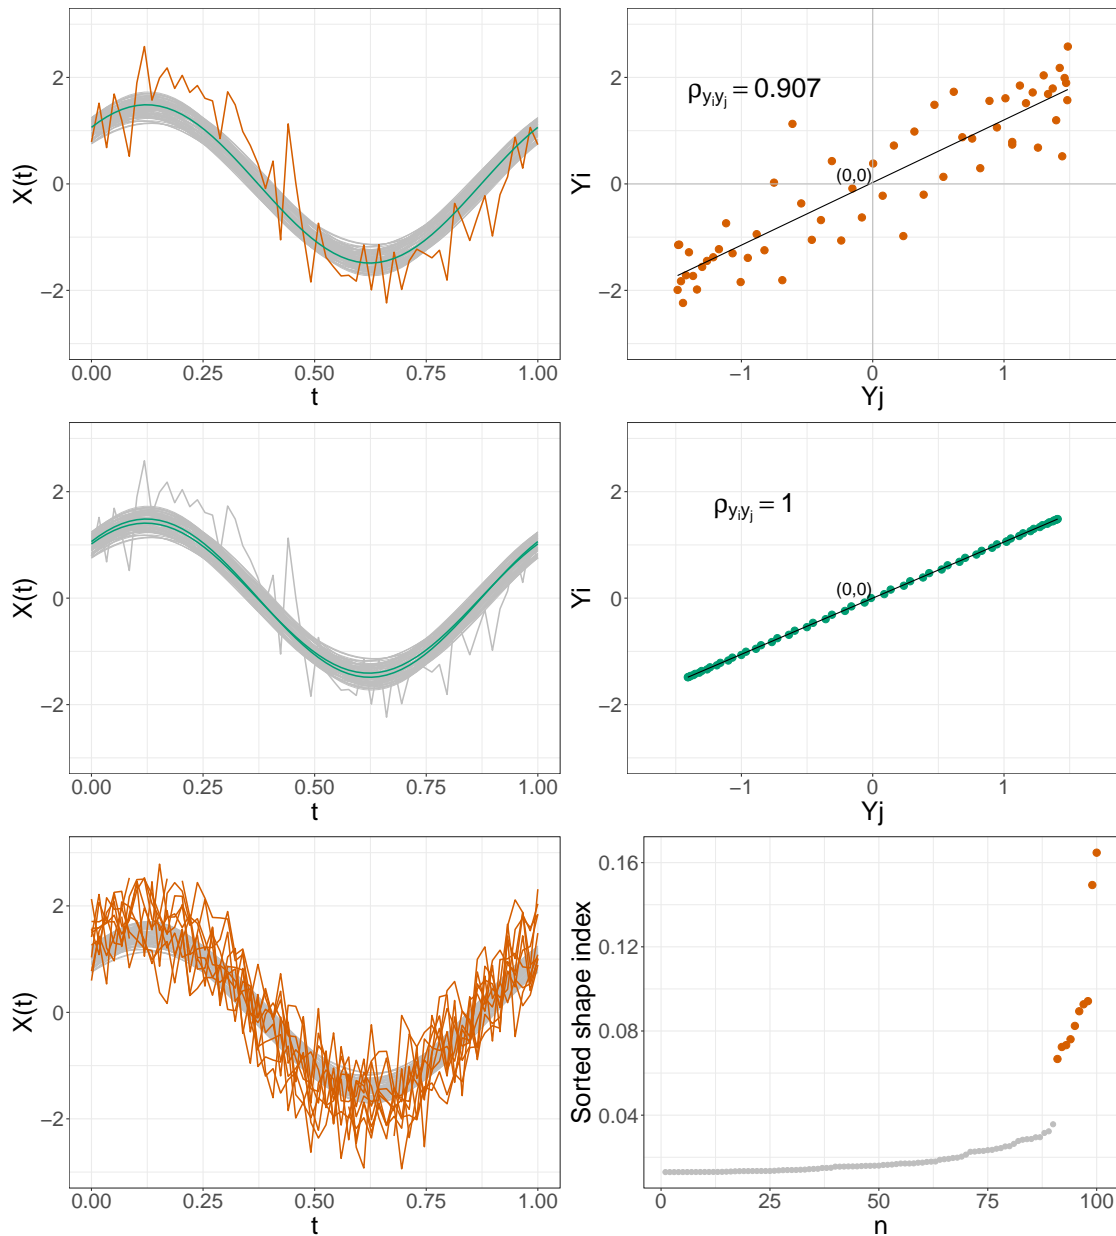 X(t)
2
0
−2
0.00 0.25 0.50 0.75 1.00
t
Yi
2
0
−2
ρyiyj = 0.907
(0,0)
−1 0 1
Yj
X(t)
2
0
−2
0.00 0.25 0.50 0.75 1.00
t
Yi
2
0
−2
ρyiyj = 1
(0,0)
−1 0 1
Yj
X(t)
2
0
−2
0.00 0.25 0.50 0.75 1.00
t
Sorted shape index
0.16
0.12
0.08
0.04
0 25 50 75 100
n